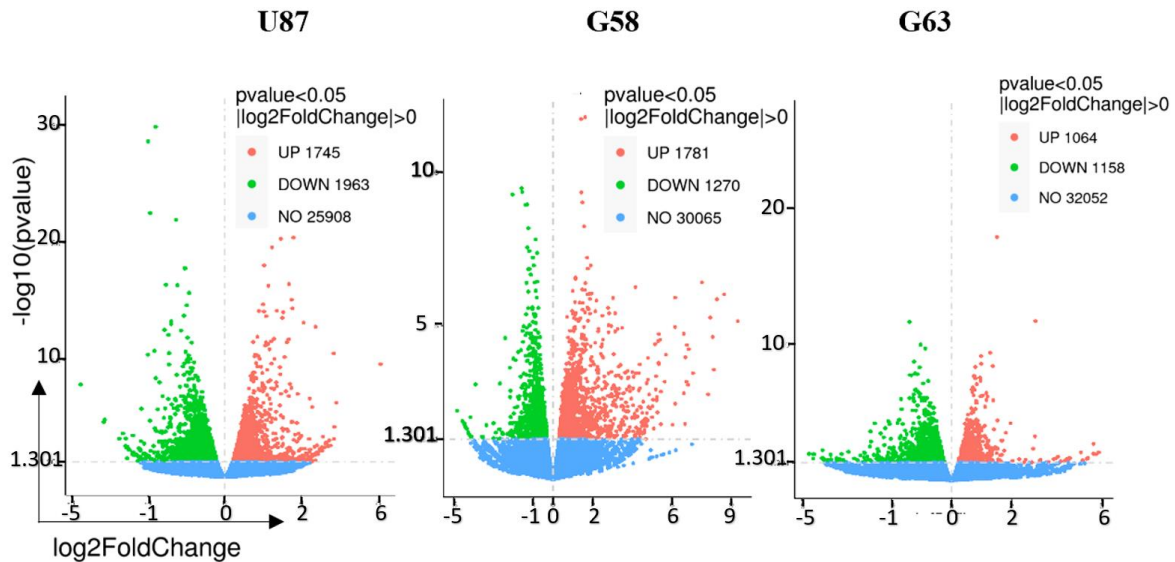 U87
G58
G63
pvalue<0.05
|log2FoldChange|>0
UP 1745
DOWN 1963
NO 25908
pvalue<0.05
|log2FoldChange|>0
UP 1781
DOWN 1270
NO 30065
pvalue<0.05
|log2FoldChange|>0
UP 1064
DOWN 1158
NO 32052
-log10(pvalue)
30
20
10
1.301
10
5
1.301
20
10
1.301
-5 -1 0 6
-5 -1 0 2 6 9
-5 -1 0 2 6
log2FoldChange